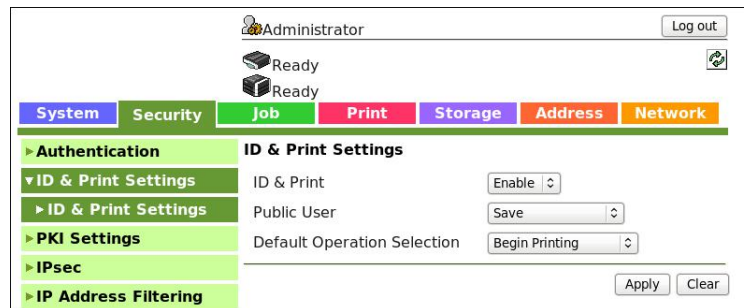 Administrator
Log out
Ready
Ready
System
Security
Job
Print
Storage
Address
Network
Authentication
ID & Print Settings
ID & Print Settings
PKI Settings
IPsec
IP Address Filtering
ID & Print Settings
ID & Print
Enable
Public User
Save
Default Operation Selection
Begin Printing
Apply
Clear